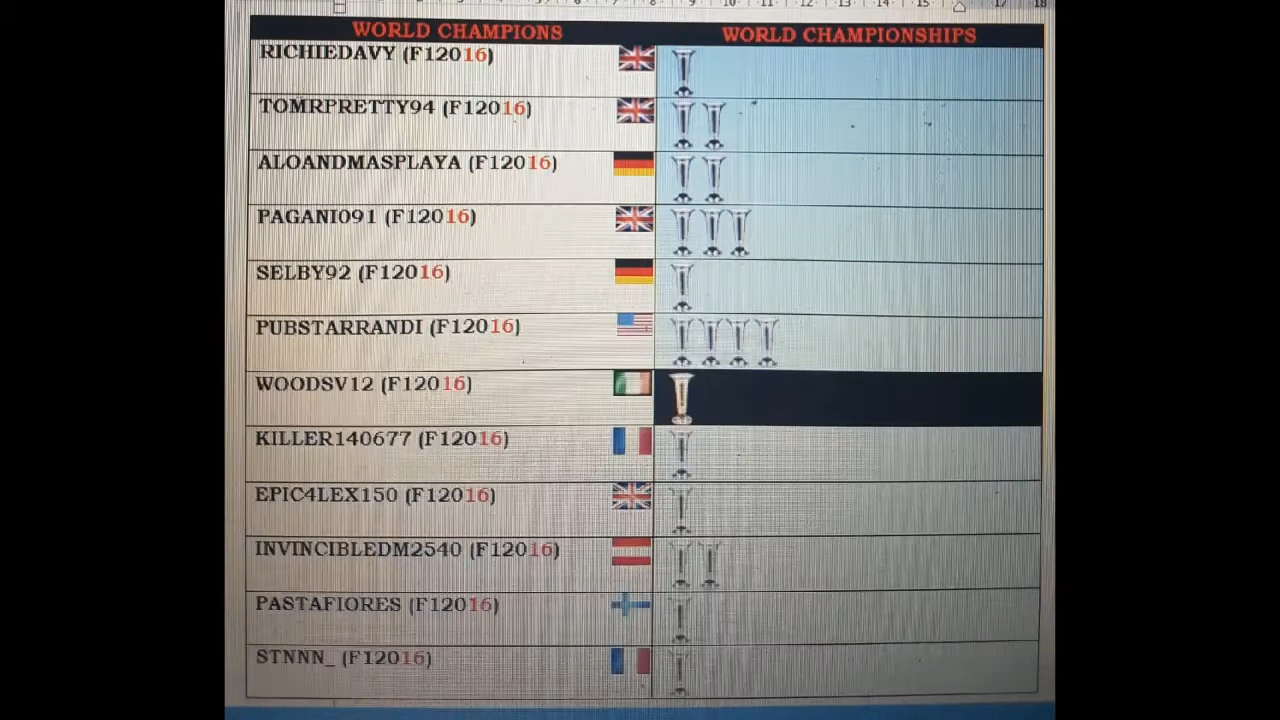 WORLD CHAMPIONS WORLD CHAMPIONSHIPS
RICHIEDAVY (F12016)
TOMRPRETTY94 (F12016)
ALOANDMASPLAYA (F12016)
PAGANI091 (F12016)
SELBY92 (F12016)
PUBSTARRANDI (F12016)
WOODSV12 (F12016)
KILLER140677 (F12016)
EPIC4LEX150 (F12016)
INVINCIBLEDM2540 (F12016)
PASTAFIORES (F12016)
STNNN_ (F12016)